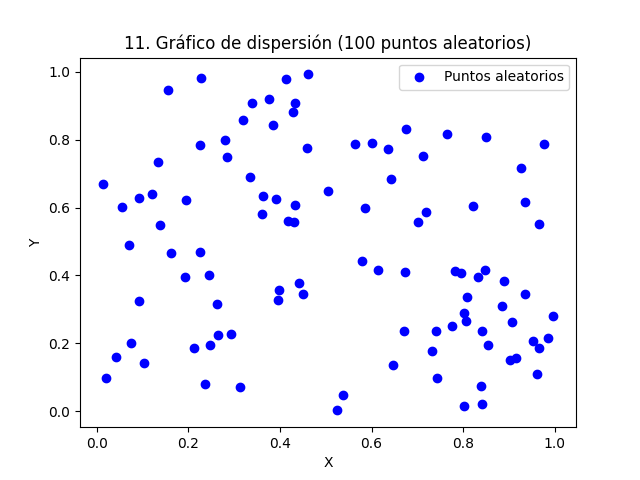 11. Gráfico de dispersión (100 puntos aleatorios)
Puntos aleatorios
1.0
0.8
0.6
0.4
0.2
0.0
Y
0.0 0.2 0.4 0.6 0.8 1.0
X